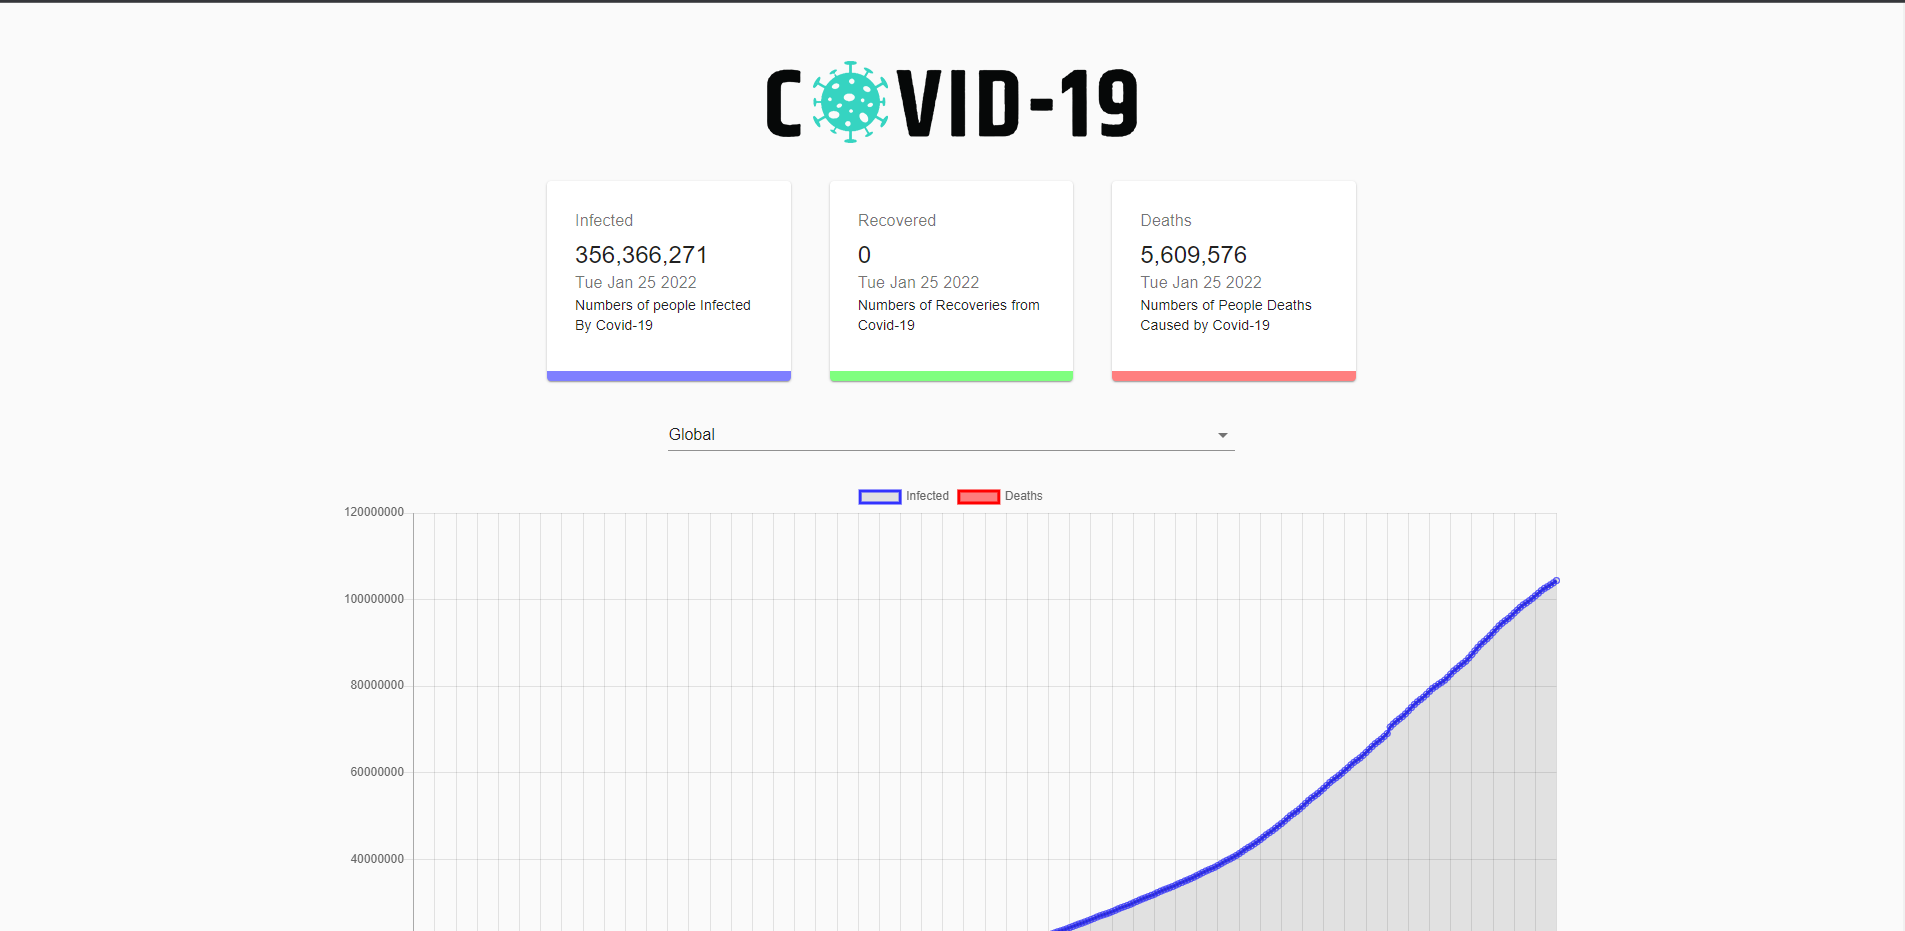 COVID-19
Infected
356,366,271
Tue Jan 25 2022
Numbers of people Infected
By Covid-19
Recovered
0
Tue Jan 25 2022
Numbers of Recoveries from
Covid-19
Deaths
5,609,576
Tue Jan 25 2022
Numbers of People Deaths
Caused by Covid-19
Global
Infected Deaths
120000000
100000000
80000000
60000000
40000000